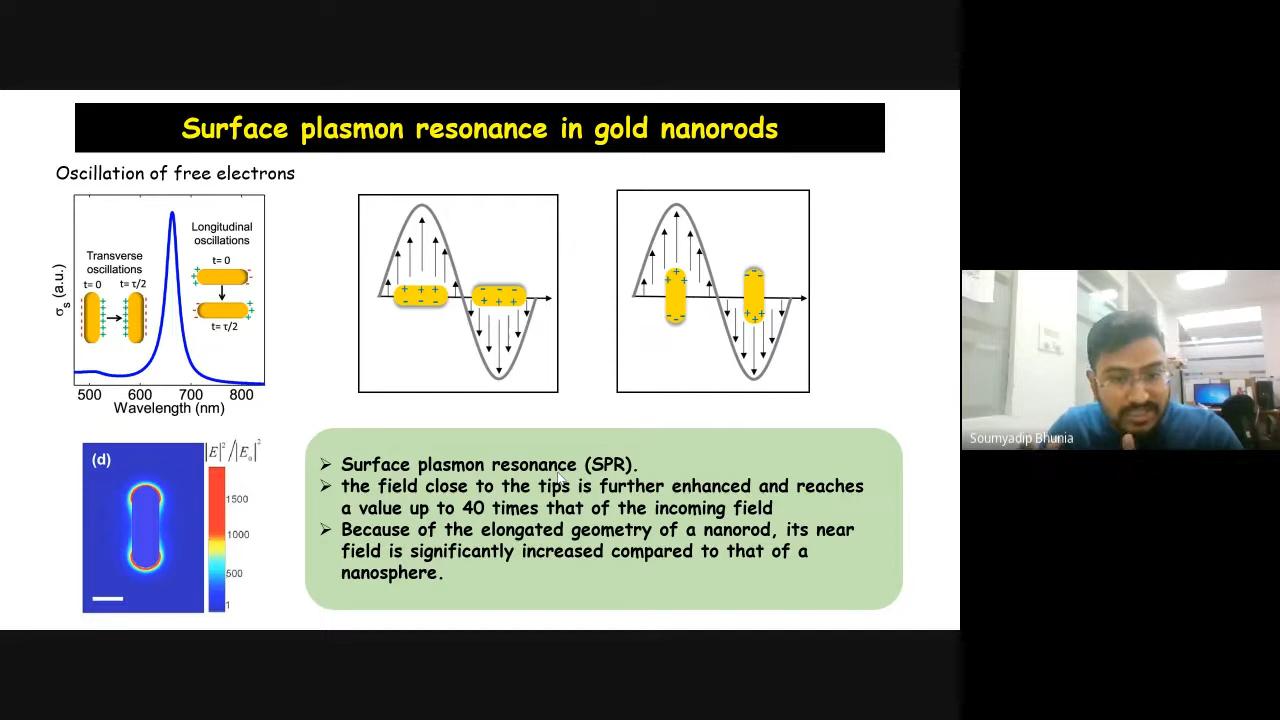 Surface plasmon resonance in gold nanorods
Oscillation of free electrons
Longitudinal
oscillations
t= 0
t= τ/2
Transverse
oscillations
t= 0 t= τ/2
σs (a.u.)
500 600 700 800
Wavelength (nm)
(d)
|E|²/|E₀|²
1500
1000
500
1
➢ Surface plasmon resonance (SPR).
➢ the field close to the tips is further enhanced and reaches
a value up to 40 times that of the incoming field
➢ Because of the elongated geometry of a nanorod, its near
field is significantly increased compared to that of a
nanosphere.
Soumyadip Bhunia